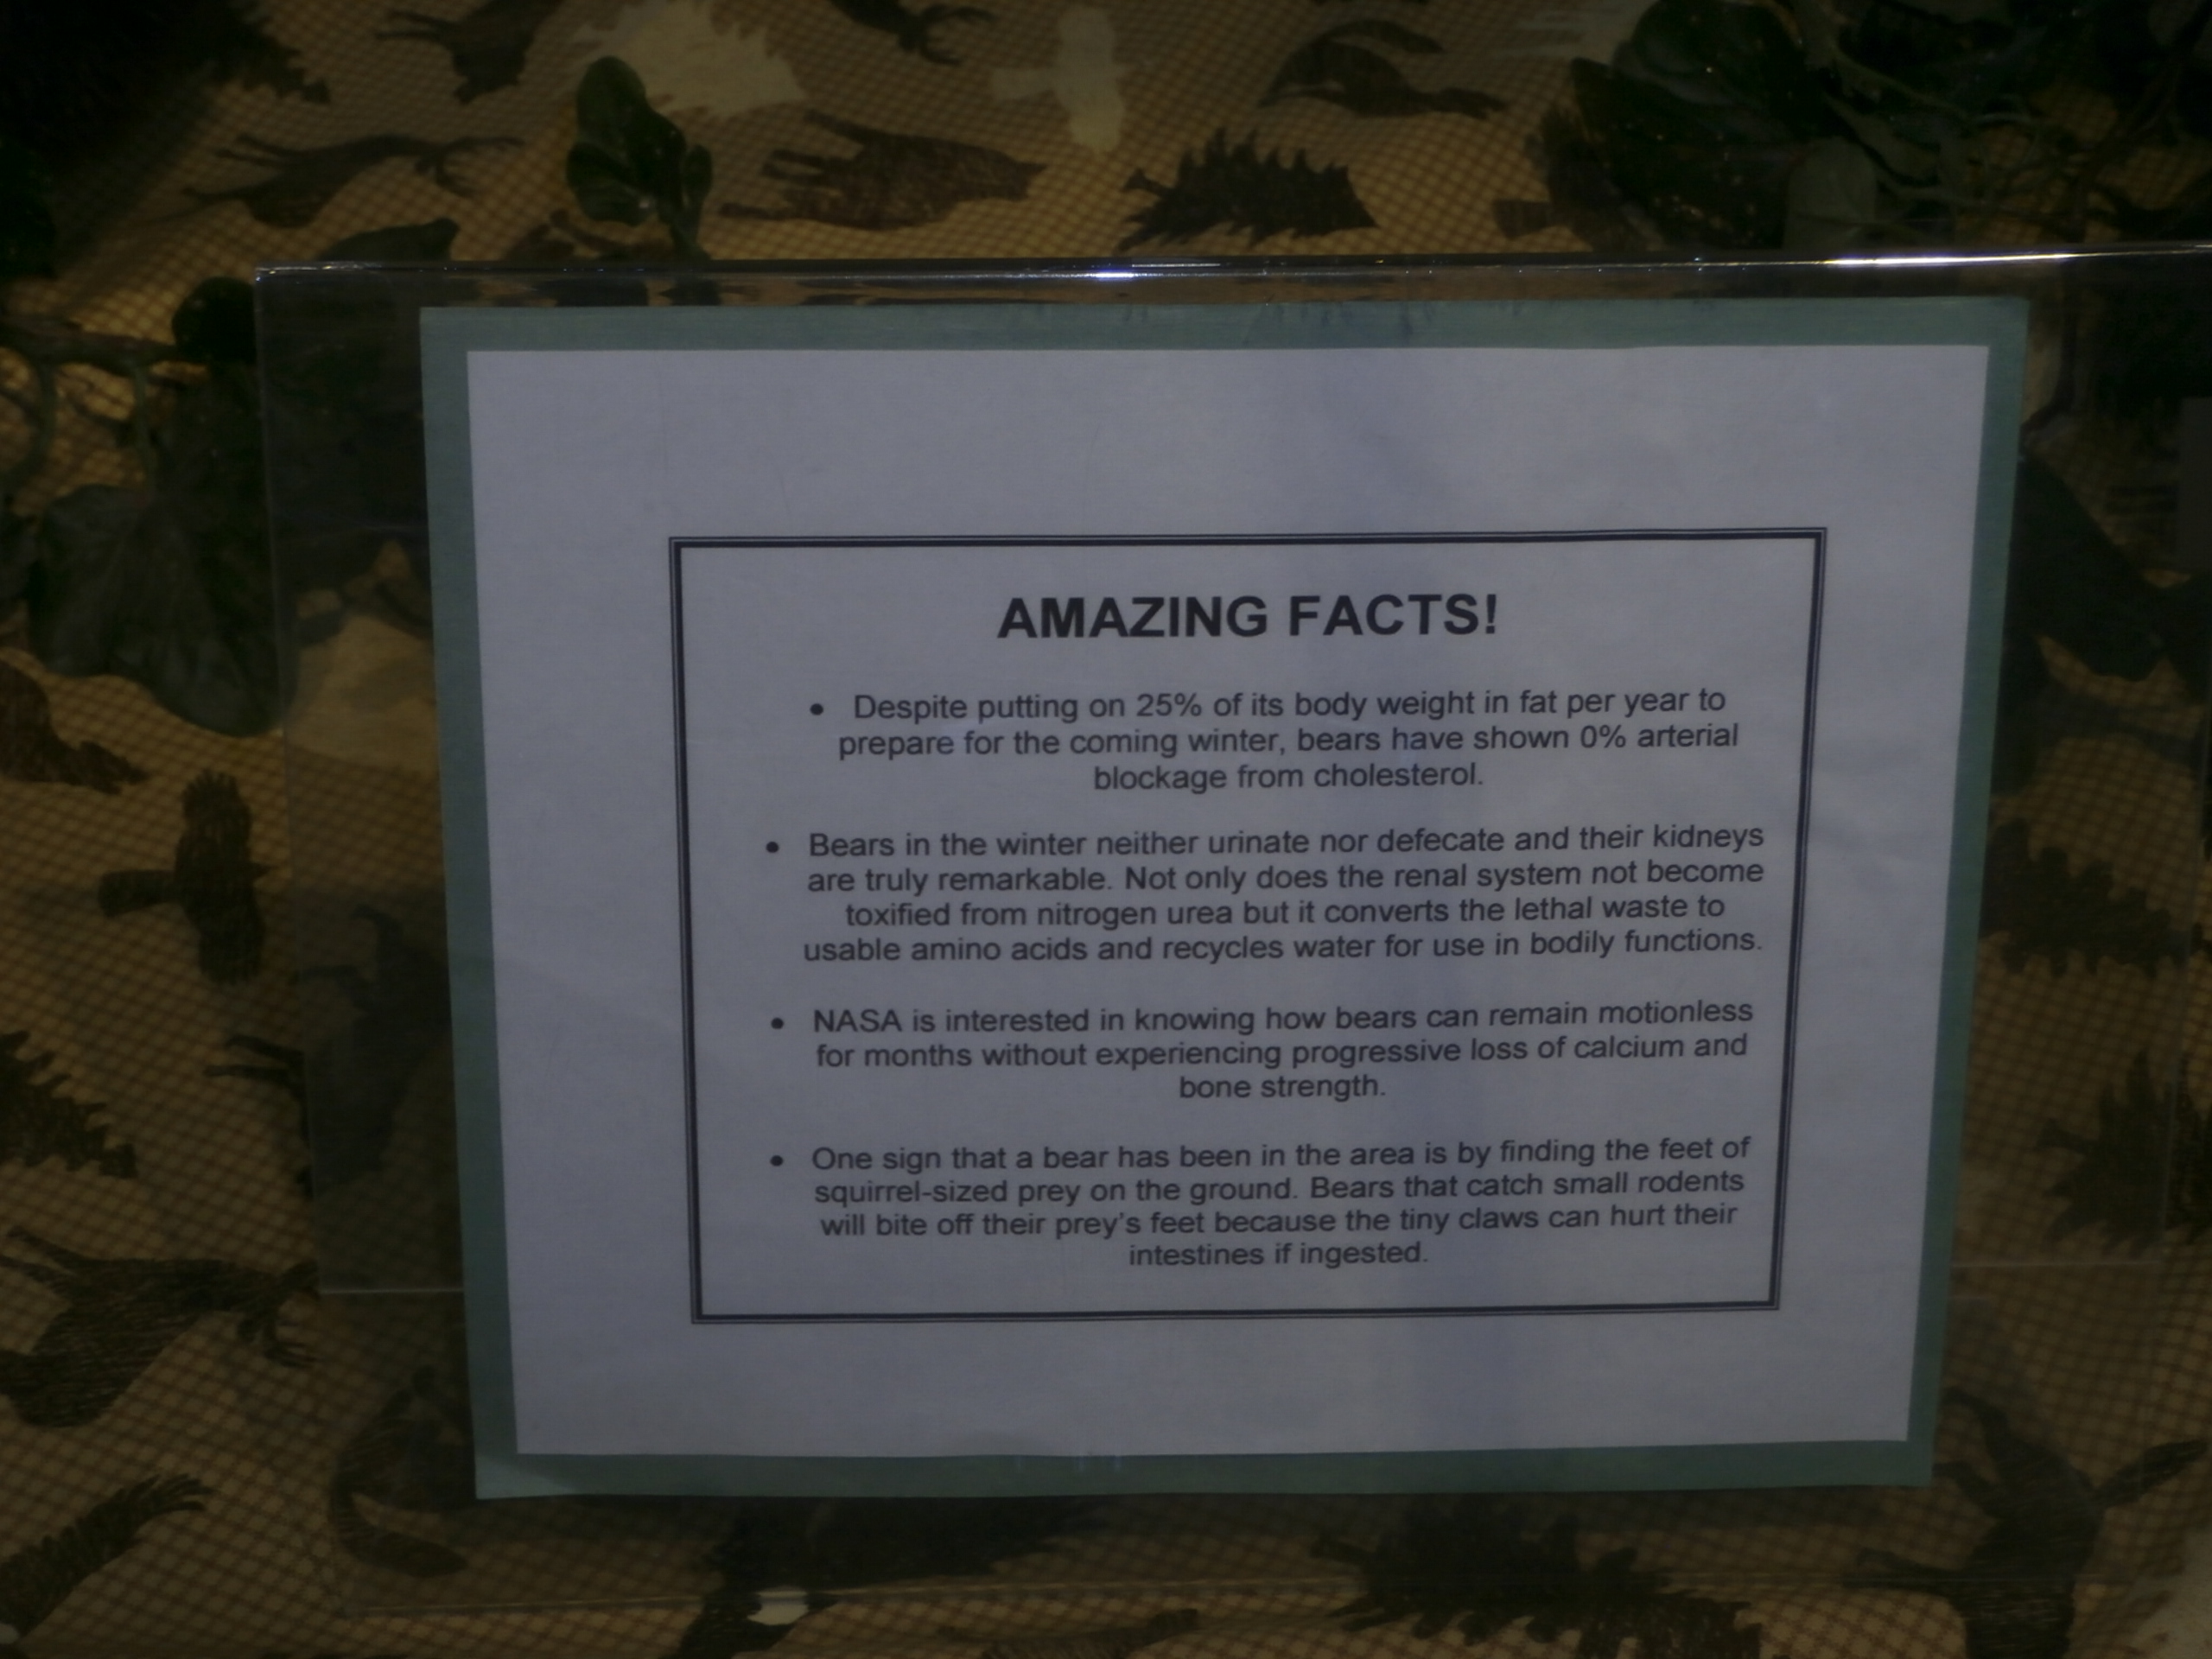 AMAZING FACTS!
• Despite putting on 25% of its body weight in fat per year to
prepare for the coming winter, bears have shown 0% arterial
blockage from cholesterol.
• Bears in the winter neither urinate nor defecate and their kidneys
are truly remarkable. Not only does the renal system not become
toxified from nitrogen urea but it converts the lethal waste to
usable amino acids and recycles water for use in bodily functions.
• NASA is interested in knowing how bears can remain motionless
for months without experiencing progressive loss of calcium and
bone strength.
• One sign that a bear has been in the area is by finding the feet of
squirrel-sized prey on the ground. Bears that catch small rodents
will bite off their prey's feet because the tiny claws can hurt their
intestines if ingested.